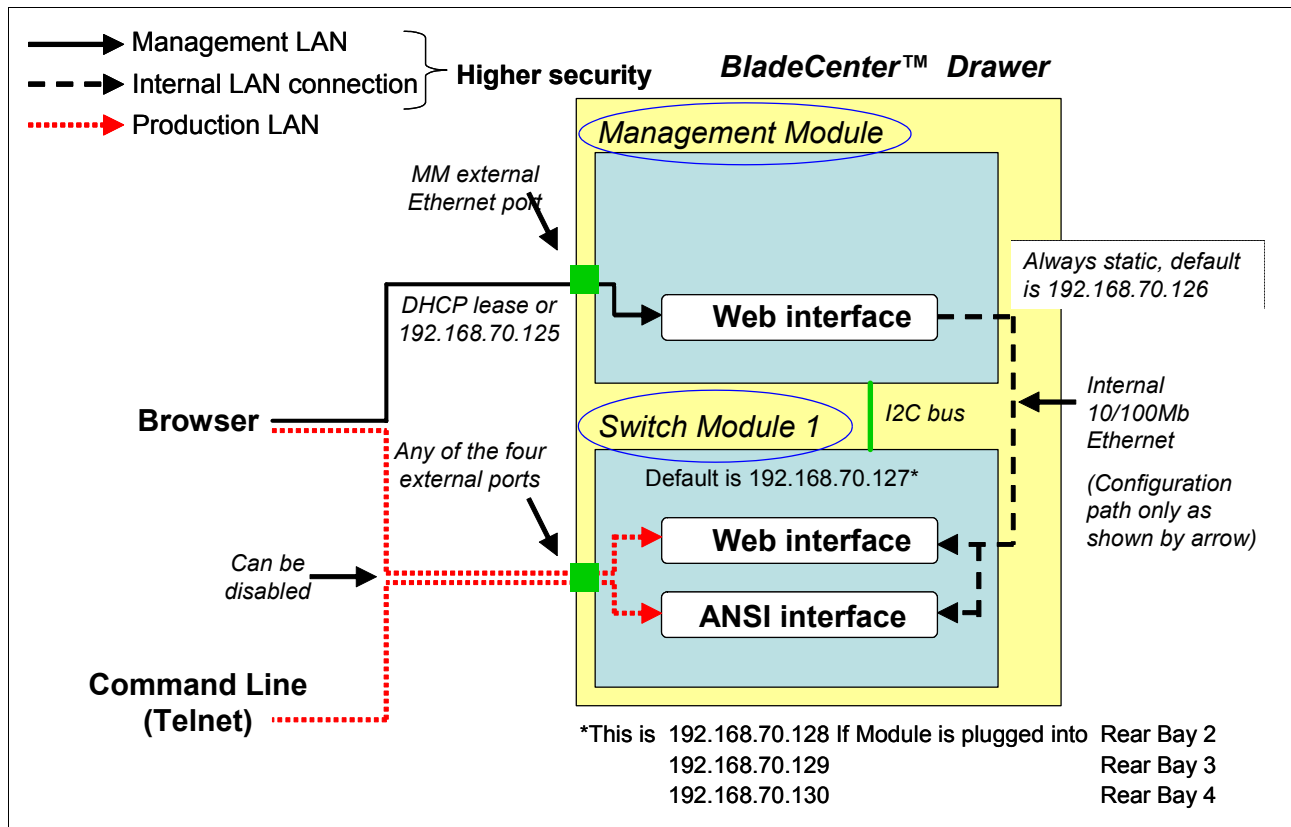 Management LAN
Internal LAN connection
Higher security
Production LAN
BladeCenter™ Drawer
Management Module
MM external
Ethernet port
Always static, default
is 192.168.70.126
DHCP lease or
192.168.70.125
Web interface
Browser
Internal
10/100Mb
Ethernet
(Configuration
path only as
shown by arrow)
I2C bus
Switch Module 1
Any of the four
external ports
Default is 192.168.70.127*
Web interface
Can be
disabled
ANSI interface
Command Line
(Telnet)
*This is 192.168.70.128 If Module is plugged into Rear Bay 2
192.168.70.129 Rear Bay 3
192.168.70.130 Rear Bay 4